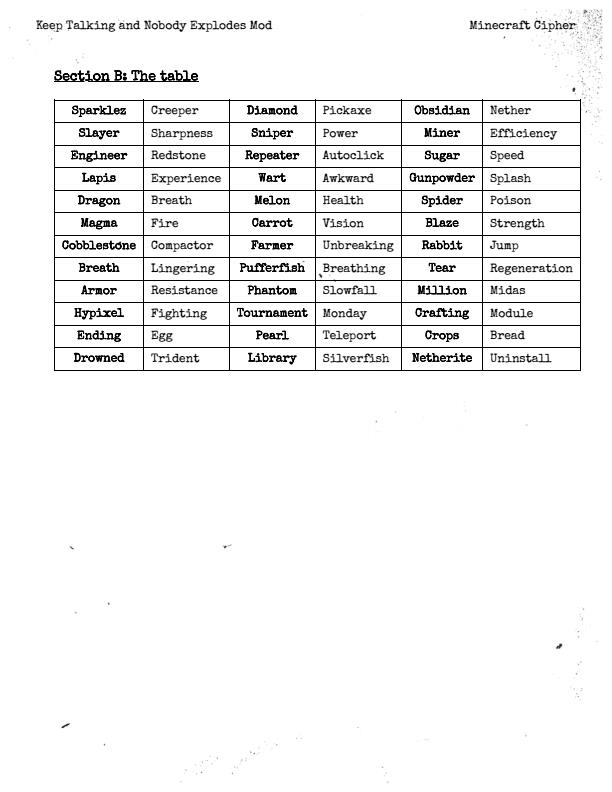 Keep Talking and Nobody Explodes Mod Minecraft Cipher
Section B: The table
Sparklez Creeper Diamond Pickaxe Obsidian Nether
Slayer Sharpness Sniper Power Miner Efficiency
Engineer Redstone Repeater Autoclick Sugar Speed
Lapis Experience Wart Awkward Gunpowder Splash
Dragon Breath Melon Health Spider Poison
Magma Fire Carrot Vision Blaze Strength
Cobblestone Compactor Farmer Unbreaking Rabbit Jump
Breath Lingering Pufferfish Breathing Tear Regeneration
Armor Resistance Phantom Slowfall Million Midas
Hypixel Fighting Tournament Monday Crafting Module
Ending Egg Pearl Teleport Crops Bread
Drowned Trident Library Silverfish Netherite Uninstall